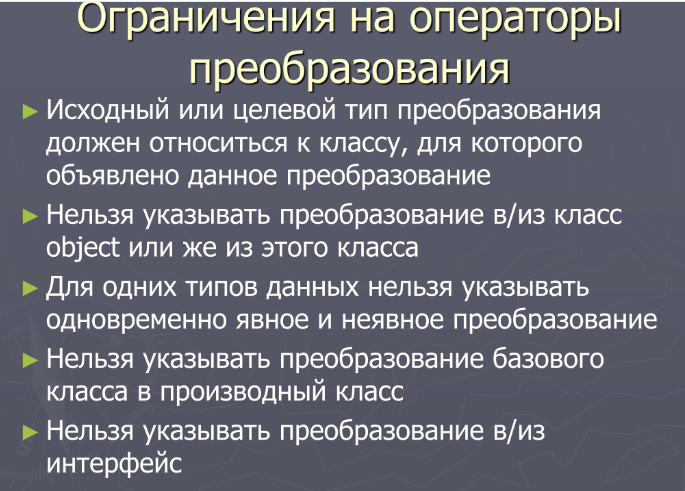 Ограничения на операторы
преобразования
► Исходный или целевой тип преобразования
должен относиться к классу, для которого
объявлено данное преобразование
► Нельзя указывать преобразование в/из класс
object или же из этого класса
► Для одних типов данных нельзя указывать
одновременно явное и неявное преобразование
► Нельзя указывать преобразование базового
класса в производный класс
► Нельзя указывать преобразование в/из
интерфейс